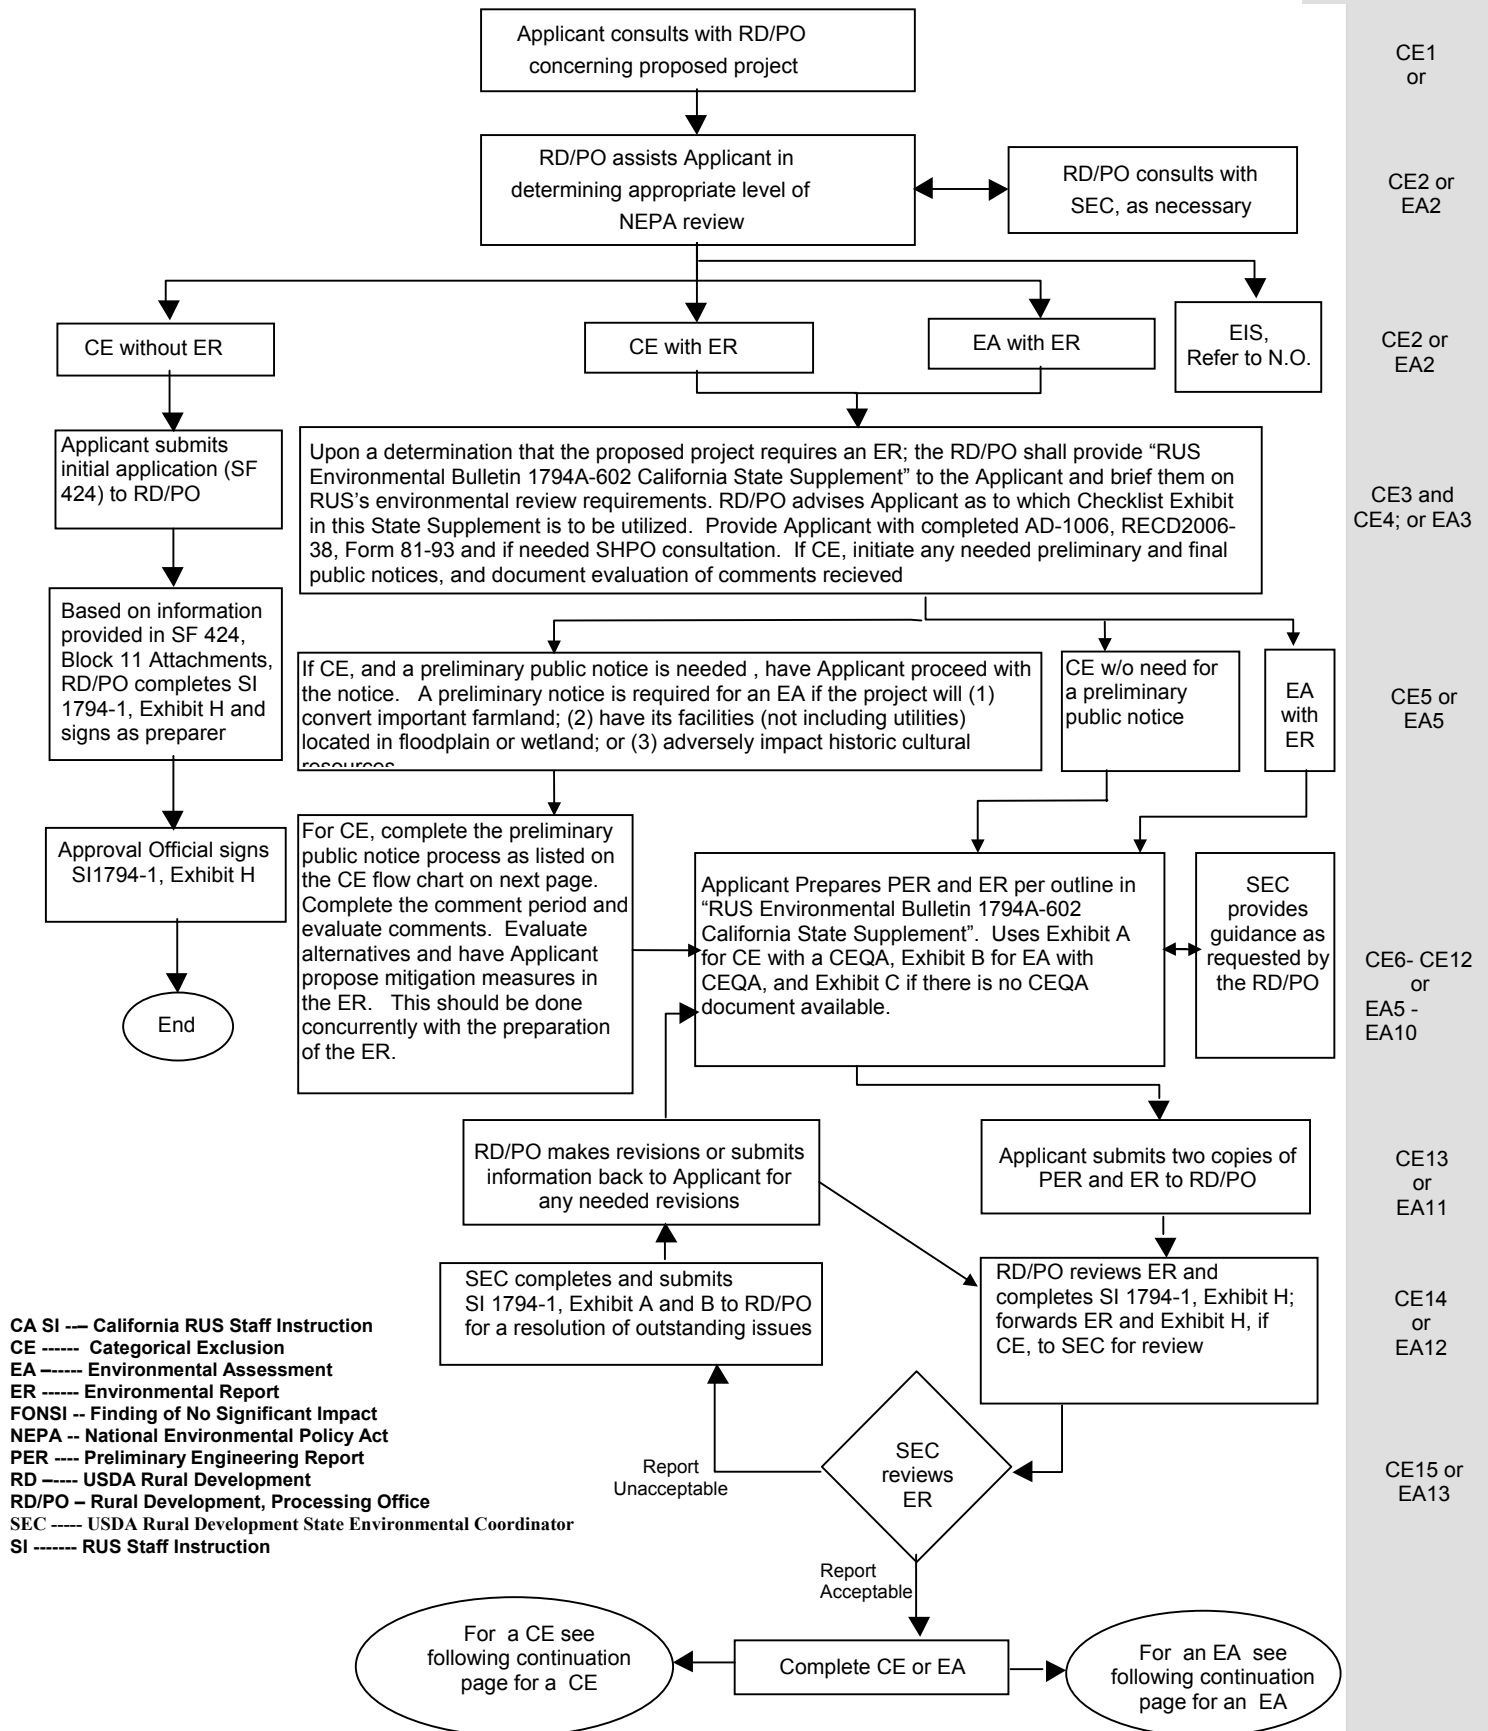 Applicant consults with RD/PO
concerning proposed project
CE1
or
RD/PO assists Applicant in
determining appropriate level of
NEPA review
RD/PO consults with
SEC, as necessary
CE2 or
EA2
CE without ER
CE with ER
EA with ER
EIS,
Refer to N.O.
CE2 or
EA2
Applicant submits
initial application (SF
424) to RD/PO
Upon a determination that the proposed project requires an ER; the RD/PO shall provide “RUS
Environmental Bulletin 1794A-602 California State Supplement” to the Applicant and brief them on
RUS’s environmental review requirements. RD/PO advises Applicant as to which Checklist Exhibit
in this State Supplement is to be utilized. Provide Applicant with completed AD-1006, RECD2006-
38, Form 81-93 and if needed SHPO consultation. If CE, initiate any needed preliminary and final
public notices, and document evaluation of comments recieved
CE3 and
CE4; or EA3
Based on information
provided in SF 424,
Block 11 Attachments,
RD/PO completes SI
1794-1, Exhibit H and
signs as preparer
If CE, and a preliminary public notice is needed , have Applicant proceed with
the notice. A preliminary notice is required for an EA if the project will (1)
convert important farmland; (2) have its facilities (not including utilities)
located in floodplain or wetland; or (3) adversely impact historic cultural
resources
CE w/o need for
a preliminary
public notice
EA
with
ER
CE5 or
EA5
Approval Official signs
SI1794-1, Exhibit H
End
For CE, complete the preliminary
public notice process as listed on
the CE flow chart on next page.
Complete the comment period and
evaluate comments. Evaluate
alternatives and have Applicant
propose mitigation measures in
the ER. This should be done
concurrently with the preparation
of the ER.
Applicant Prepares PER and ER per outline in
“RUS Environmental Bulletin 1794A-602
California State Supplement”. Uses Exhibit A
for CE with a CEQA, Exhibit B for EA with
CEQA, and Exhibit C if there is no CEQA
document available.
SEC
provides
guidance as
requested by
the RD/PO
CE6- CE12
or
EA5 -
EA10
RD/PO makes revisions or submits
information back to Applicant for
any needed revisions
Applicant submits two copies of
PER and ER to RD/PO
CE13
or
EA11
SEC completes and submits
SI 1794-1, Exhibit A and B to RD/PO
for a resolution of outstanding issues
RD/PO reviews ER and
completes SI 1794-1, Exhibit H;
forwards ER and Exhibit H, if
CE, to SEC for review
CE14
or
EA12
CA SI --– California RUS Staff Instruction
CE ------ Categorical Exclusion
EA –----- Environmental Assessment
ER ------ Environmental Report
FONSI -- Finding of No Significant Impact
NEPA -- National Environmental Policy Act
PER ---- Preliminary Engineering Report
RD –---- USDA Rural Development
RD/PO – Rural Development, Processing Office
SEC ----- USDA Rural Development State Environmental Coordinator
SI ------- RUS Staff Instruction
Report
Unacceptable
SEC
reviews
ER
CE15 or
EA13
Report
Acceptable
For a CE see
following continuation
page for a CE
Complete CE or EA
For an EA see
following continuation
page for an EA